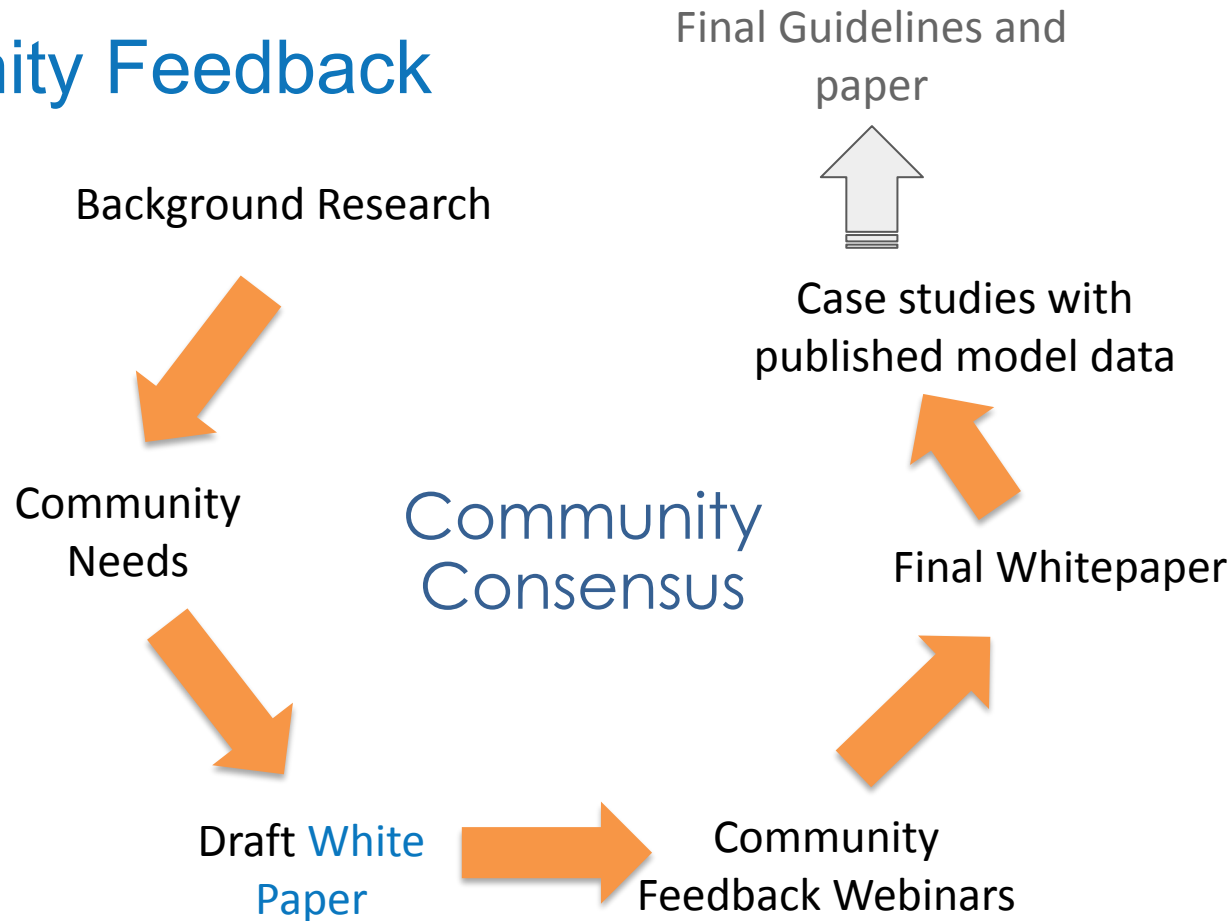 ity Feedback
Final Guidelines and
paper
Background Research
Case studies with
published model data
Community
Needs
Community
Consensus
Final Whitepaper
Draft White
Paper
Community
Feedback Webinars